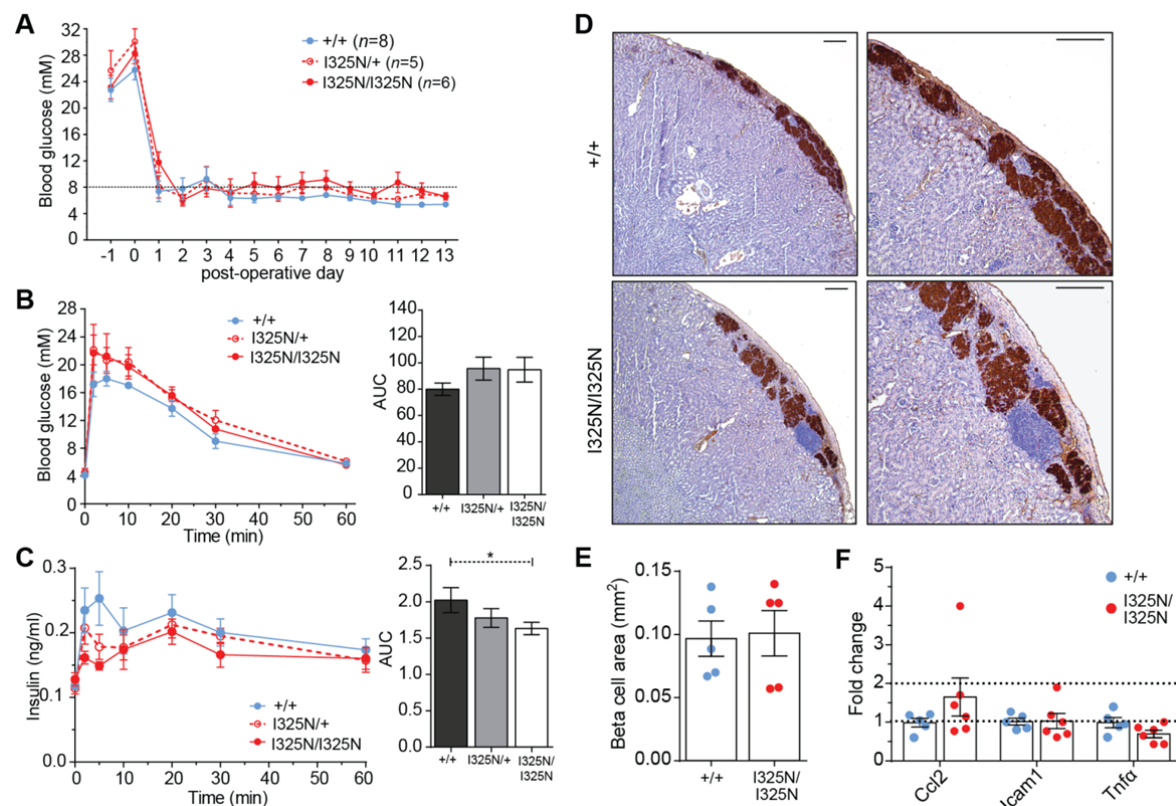 A
32
28
24
20
16
12
8
4
0
Blood glucose (mM)
-1 0 1 2 3 4 5 6 7 8 9 10 11 12 13
post-operative day
+/+ (n=8)
I325N/+ (n=5)
I325N/I325N (n=6)
B
28
24
20
16
12
8
4
0
Blood glucose (mM)
0 10 20 30 40 50 60
Time (min)
+/+
I325N/+
I325N/I325N
140
120
100
80
60
40
20
0
AUC
+/+ I325N/+ I325N/
I325N
C
0.3
0.2
0.1
0.0
Insulin (ng/ml)
0 10 20 30 40 50 60
Time (min)
+/+
I325N/+
I325N/I325N
2.5
2.0
1.5
1.0
0.5
0.0
AUC
*
+/+ I325N/+ I325N/
I325N
D
+/+
I325N/I325N
E
0.15
0.10
0.05
0.00
Beta cell area (mm²)
+/+ I325N/
I325N
F
5
4
3
2
1
0
Fold change
+/+
I325N/
I325N
Ccl2
Icam1
Tnfα